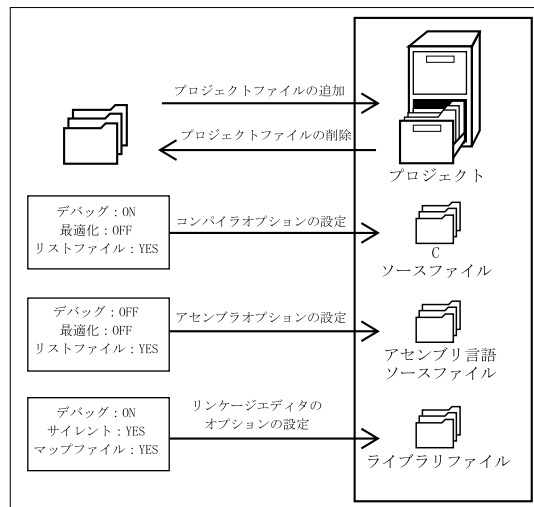 プロジェクトファイルの追加
プロジェクトファイルの削除
プロジェクト
デバッグ：ON
最適化：OFF
リストファイル：YES
コンパイラオプションの設定
C
ソースファイル
デバッグ：OFF
最適化：OFF
リストファイル：YES
アセンブラオプションの設定
アセンブリ言語
ソースファイル
デバッグ：ON
サイレント：YES
マップファイル：YES
リンケージエディタの
オプションの設定
ライブラリファイル